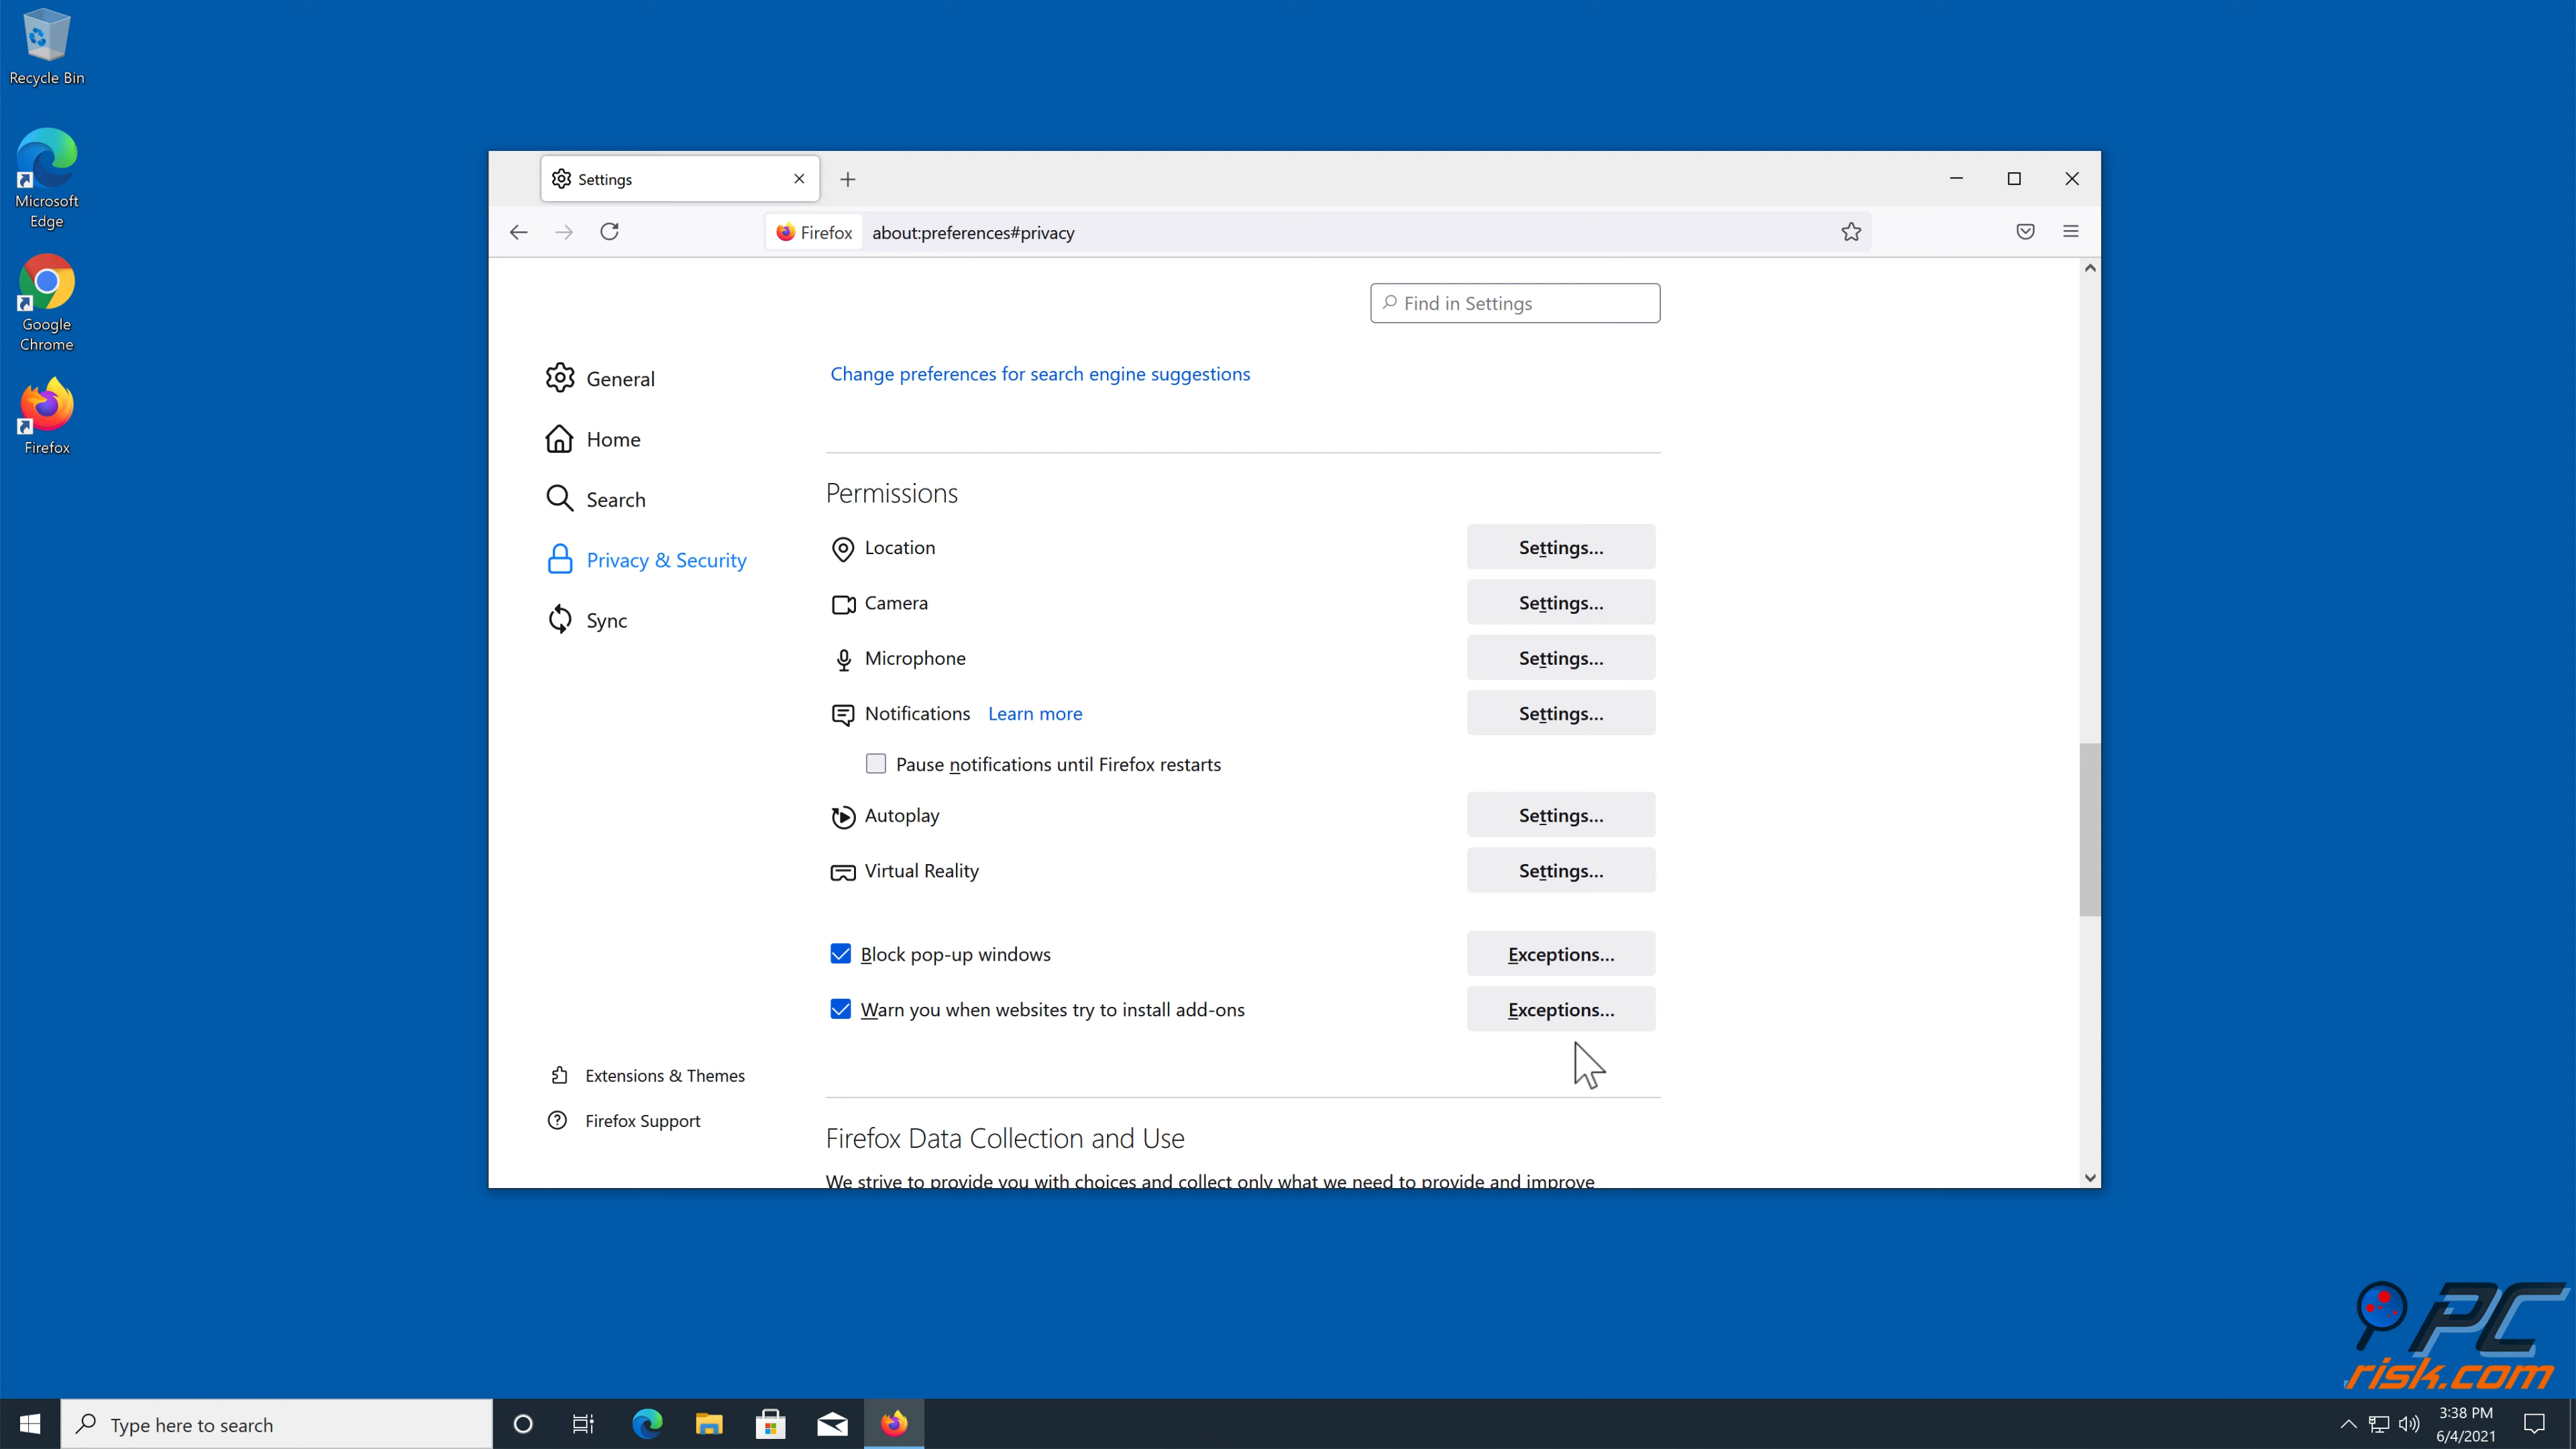 Recycle Bin
Microsoft
Edge
Google
Chrome
Firefox
Settings
Firefox about:preferences#privacy
Find in Settings
General
Home
Search
Privacy & Security
Sync
Extensions & Themes
Firefox Support
Change preferences for search engine suggestions
Permissions
Location Settings...
Camera Settings...
Microphone Settings...
Notifications Learn more Settings...
Pause notifications until Firefox restarts
Autoplay Settings...
Virtual Reality Settings...
Block pop-up windows Exceptions...
Warn you when websites try to install add-ons Exceptions...
Firefox Data Collection and Use
We strive to provide you with choices and collect only what we need to provide and improve
PC
risk.com
Type here to search
3:38 PM
6/4/2021